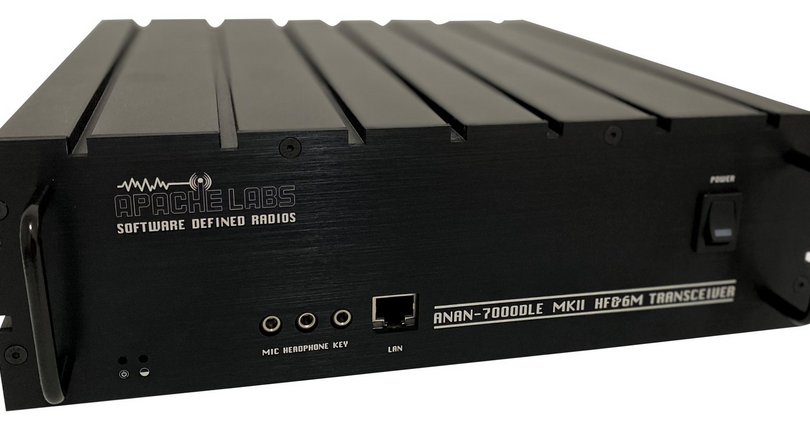 APACHE LABS
SOFTWARE DEFINED RADIOS
POWER
ANAN-7000DLE MKII HF&6M TRANSCEIVER
MIC HEADPHONE KEY
LAN